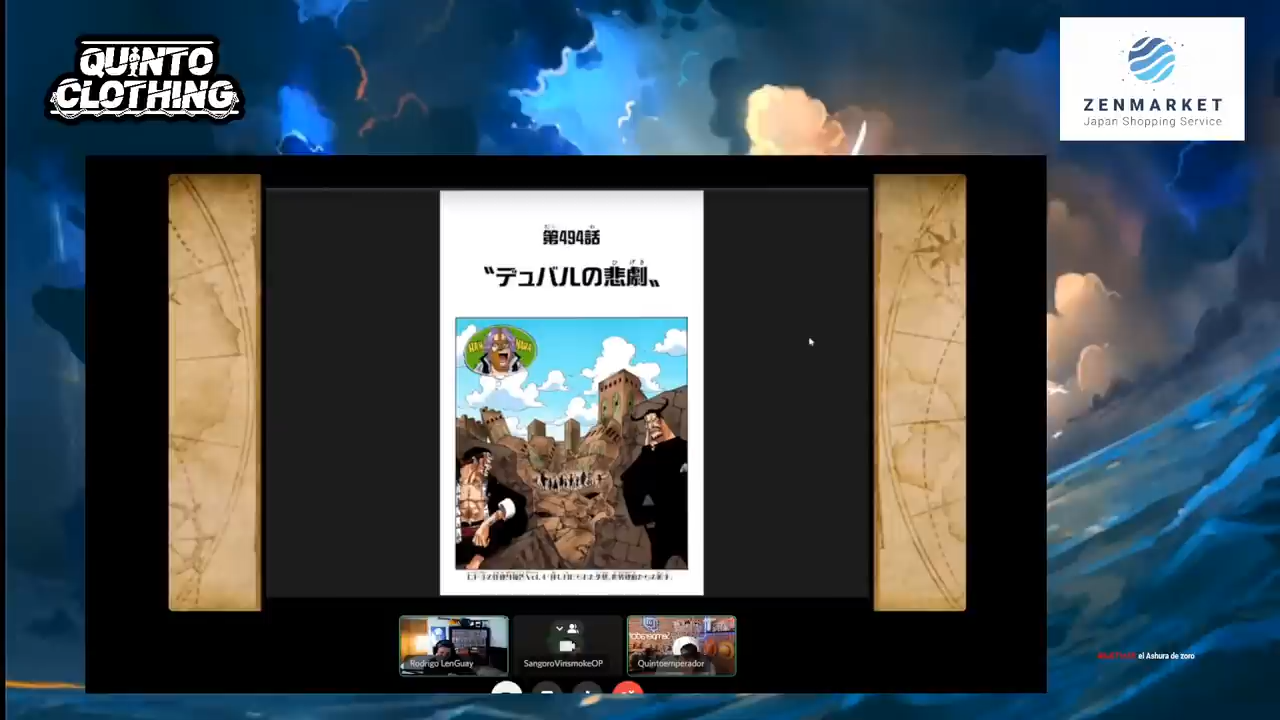 QUINTO
CLOTHING
ZENMARKET
Japan Shopping Service
第494話
〝デュバルの悲劇〟
Rodrigo LenGuay
SangoroVinsmokeOP
Quintoemperador
el Ashura de zoro